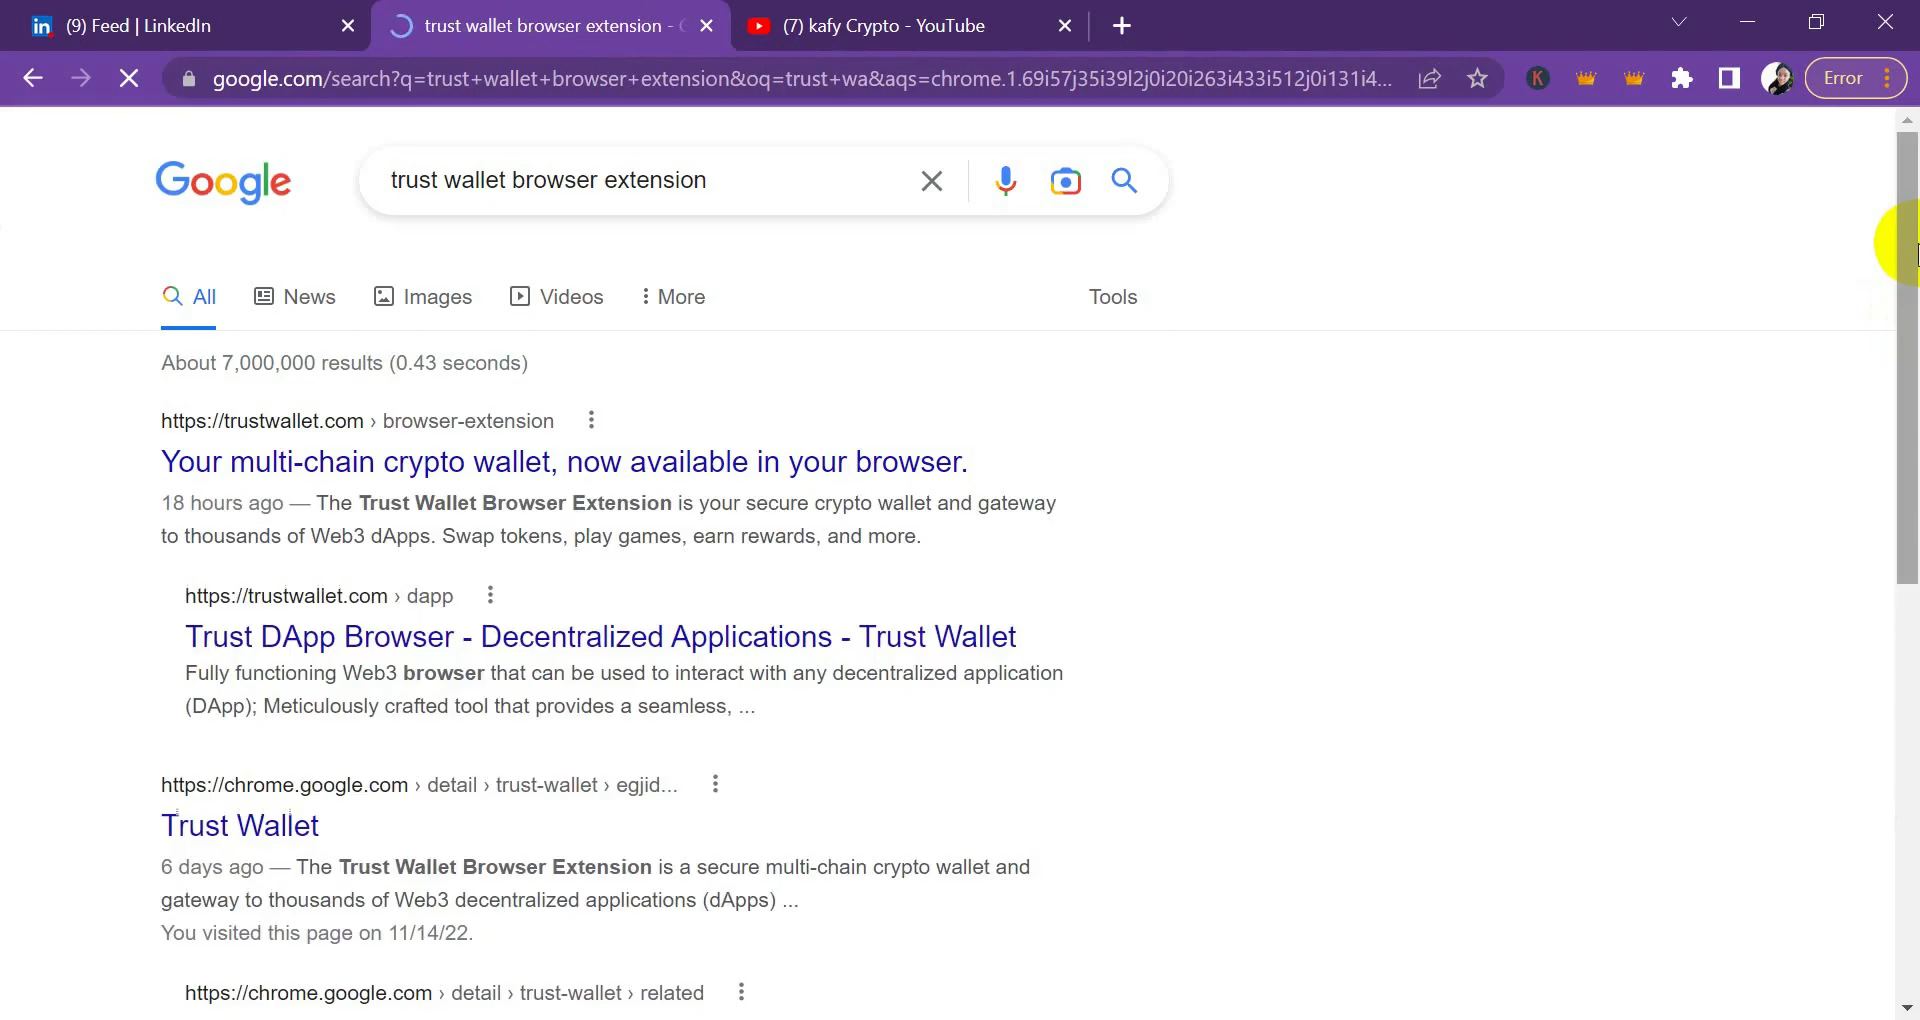 (9) Feed | LinkedIn
trust wallet browser extension -
(7) kafy Crypto - YouTube
google.com/search?q=trust+wallet+browser+extension&oq=trust+wa&aqs=chrome.1.69i57j35i39l2j0i20i263i433i512j0i131i4...
K
Error
Google
trust wallet browser extension
All
News
Images
Videos
More
Tools
About 7,000,000 results (0.43 seconds)
https://trustwallet.com › browser-extension
Your multi-chain crypto wallet, now available in your browser.
18 hours ago — The Trust Wallet Browser Extension is your secure crypto wallet and gateway
to thousands of Web3 dApps. Swap tokens, play games, earn rewards, and more.
https://trustwallet.com › dapp
Trust DApp Browser - Decentralized Applications - Trust Wallet
Fully functioning Web3 browser that can be used to interact with any decentralized application
(DApp); Meticulously crafted tool that provides a seamless, ...
https://chrome.google.com › detail › trust-wallet › egjid...
Trust Wallet
6 days ago — The Trust Wallet Browser Extension is a secure multi-chain crypto wallet and
gateway to thousands of Web3 decentralized applications (dApps) ...
You visited this page on 11/14/22.
https://chrome.google.com › detail › trust-wallet › related